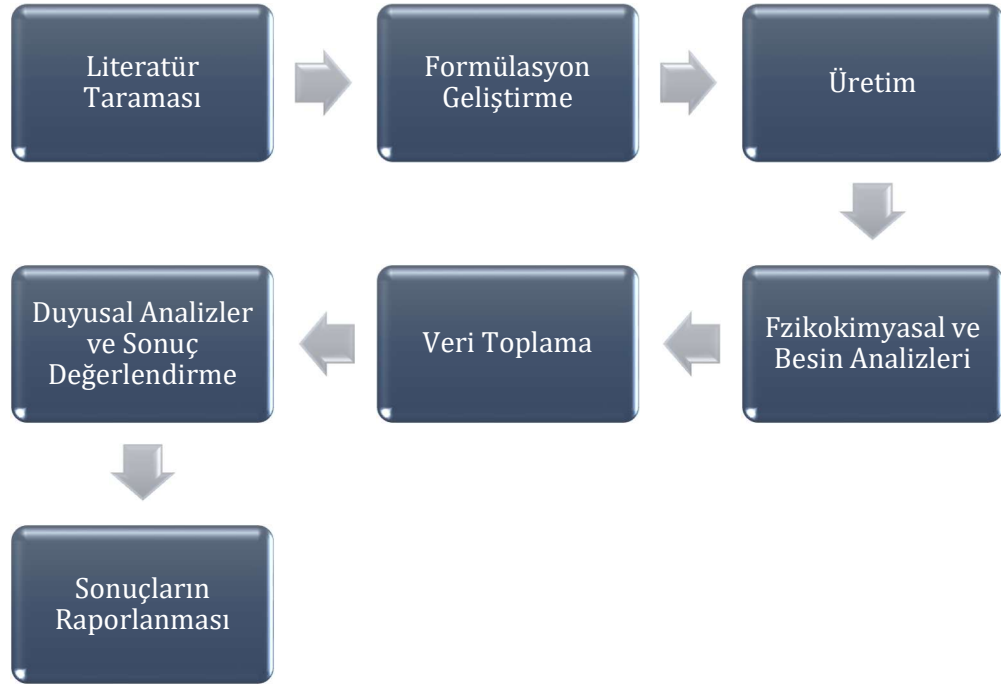 Literatür
Taraması
Formülasyon
Geliştirme
Üretim
Fzikokimyasal ve
Besin Analizleri
Veri Toplama
Duyusal Analizler
ve Sonuç
Değerlendirme
Sonuçların
Raporlanması